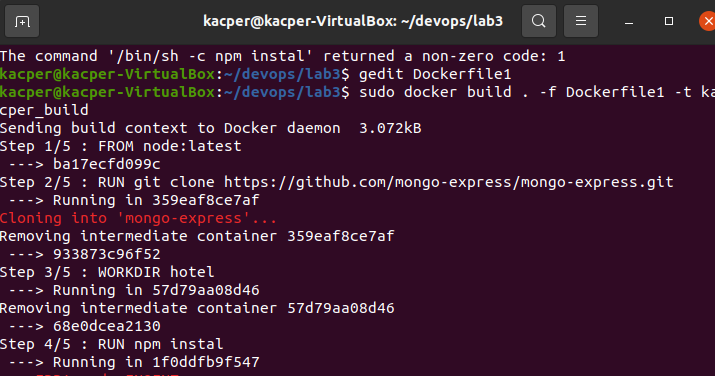 kacper@kacper-VirtualBox: ~/devops/lab3
The command '/bin/sh -c npm instal' returned a non-zero code: 1
kacper@kacper-VirtualBox:~/devops/lab3$ gedit Dockerfile1
kacper@kacper-VirtualBox:~/devops/lab3$ sudo docker build . -f Dockerfile1 -t ka
cper_build
Sending build context to Docker daemon  3.072kB
Step 1/5 : FROM node:latest
 ---> ba17ecfd099c
Step 2/5 : RUN git clone https://github.com/mongo-express/mongo-express.git
 ---> Running in 359eaf8ce7af
Cloning into 'mongo-express'...
Removing intermediate container 359eaf8ce7af
 ---> 933873c96f52
Step 3/5 : WORKDIR hotel
 ---> Running in 57d79aa08d46
Removing intermediate container 57d79aa08d46
 ---> 68e0dcea2130
Step 4/5 : RUN npm instal
 ---> Running in 1f0ddfb9f547